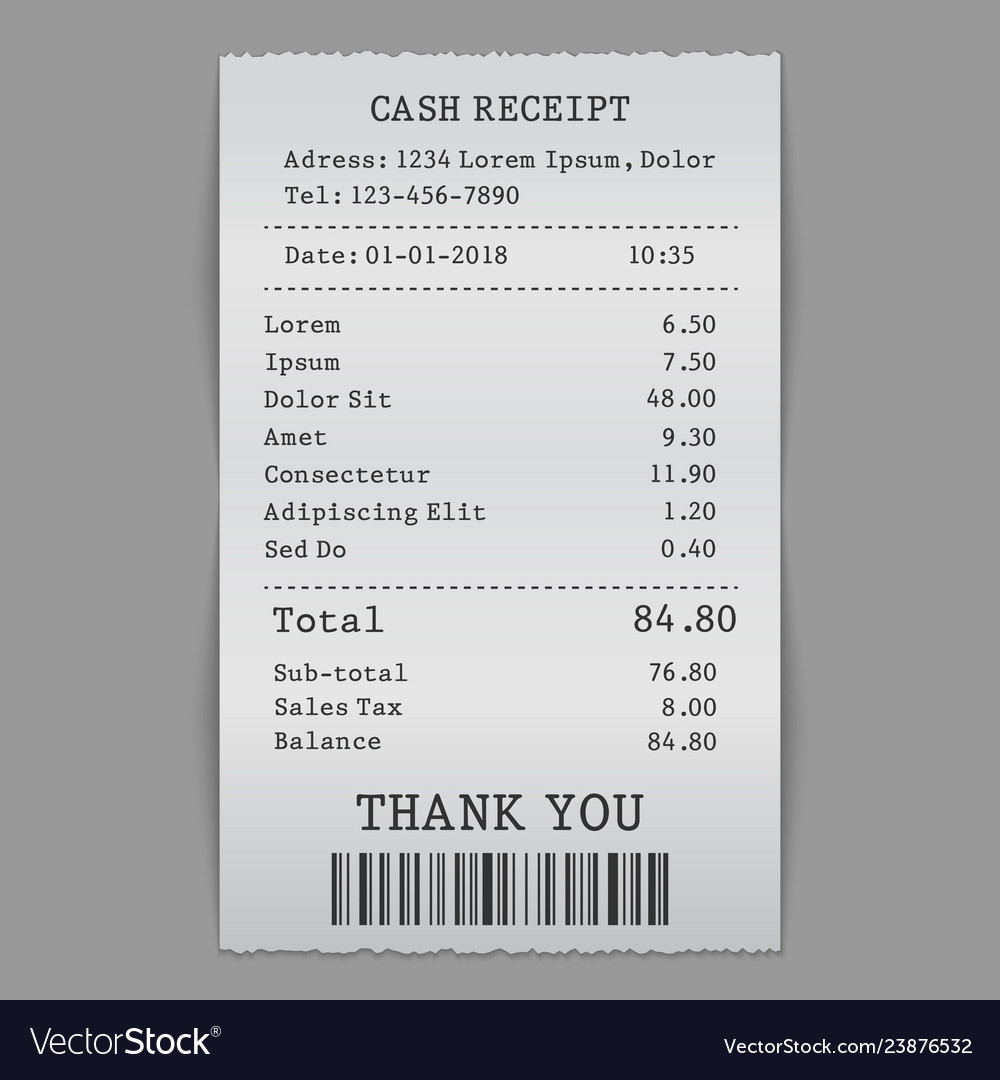 CASH RECEIPT
Adress: 1234 Lorem Ipsum, Dolor
Tel: 123-456-7890
Date: 01-01-2018 10:35
Lorem 6.50
Ipsum 7.50
Dolor Sit 48.00
Amet 9.30
Consectetur 11.90
Adipiscing Elit 1.20
Sed Do 0.40
Total 84.80
Sub-total 76.80
Sales Tax 8.00
Balance 84.80
THANK YOU
VectorStock® VectorStock.com/23876532